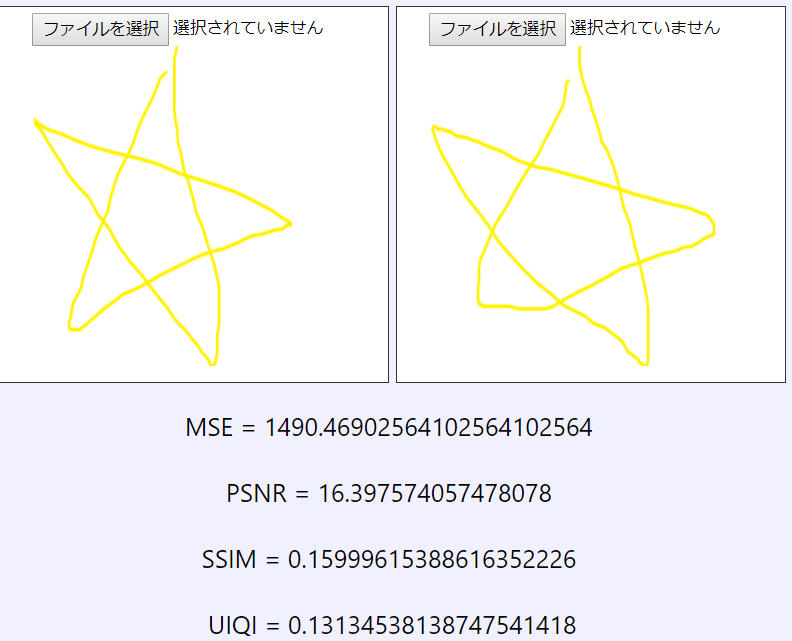 ファイルを選択 選択されていません ファイルを選択 選択されていません
MSE = 1490.46902564102564102564
PSNR = 16.397574057478078
SSIM = 0.15999615388616352226
UIQI = 0.13134538138747541418